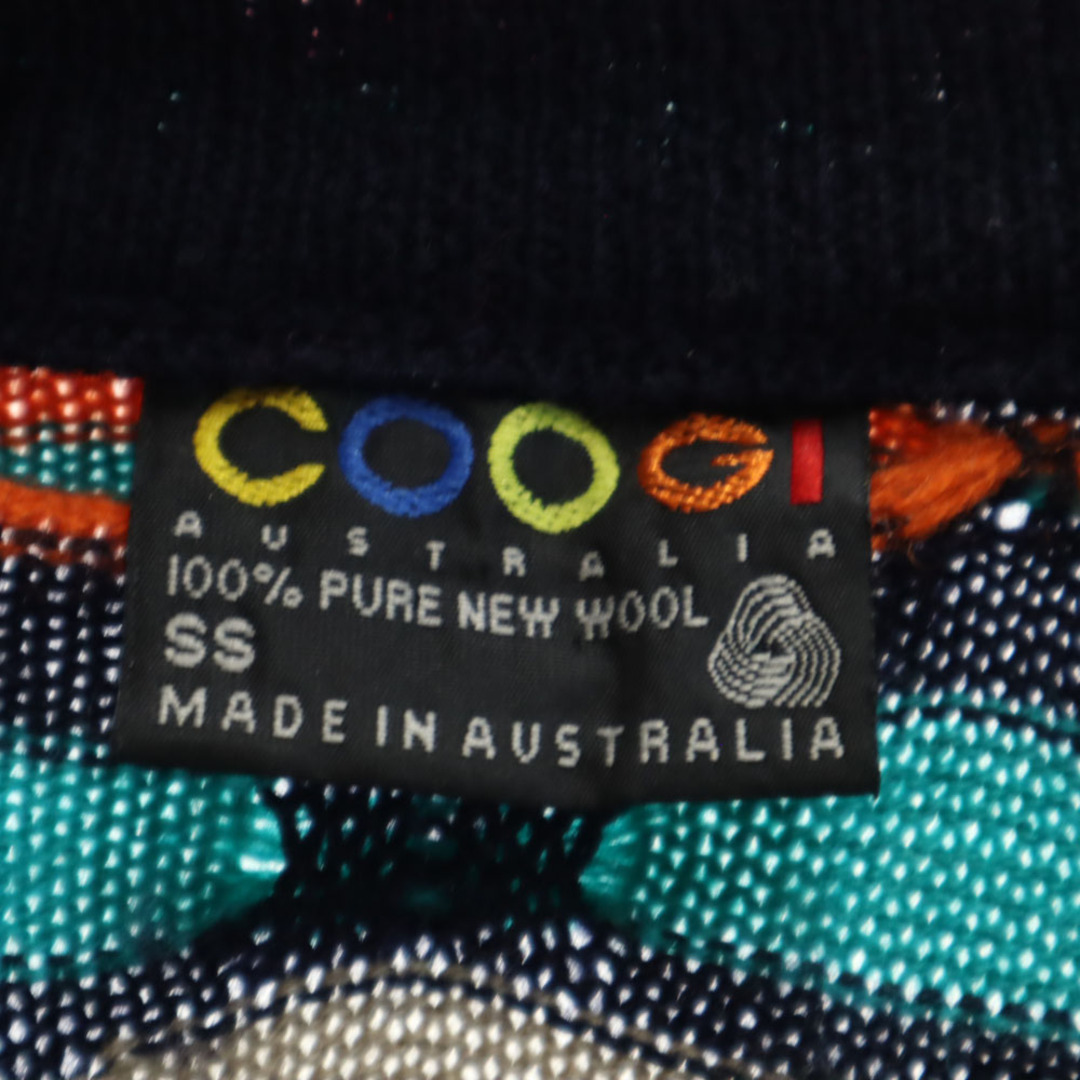 COOGI
AUSTRALIA
100% PURE NEW WOOL
SS
MADE IN AUSTRALIA